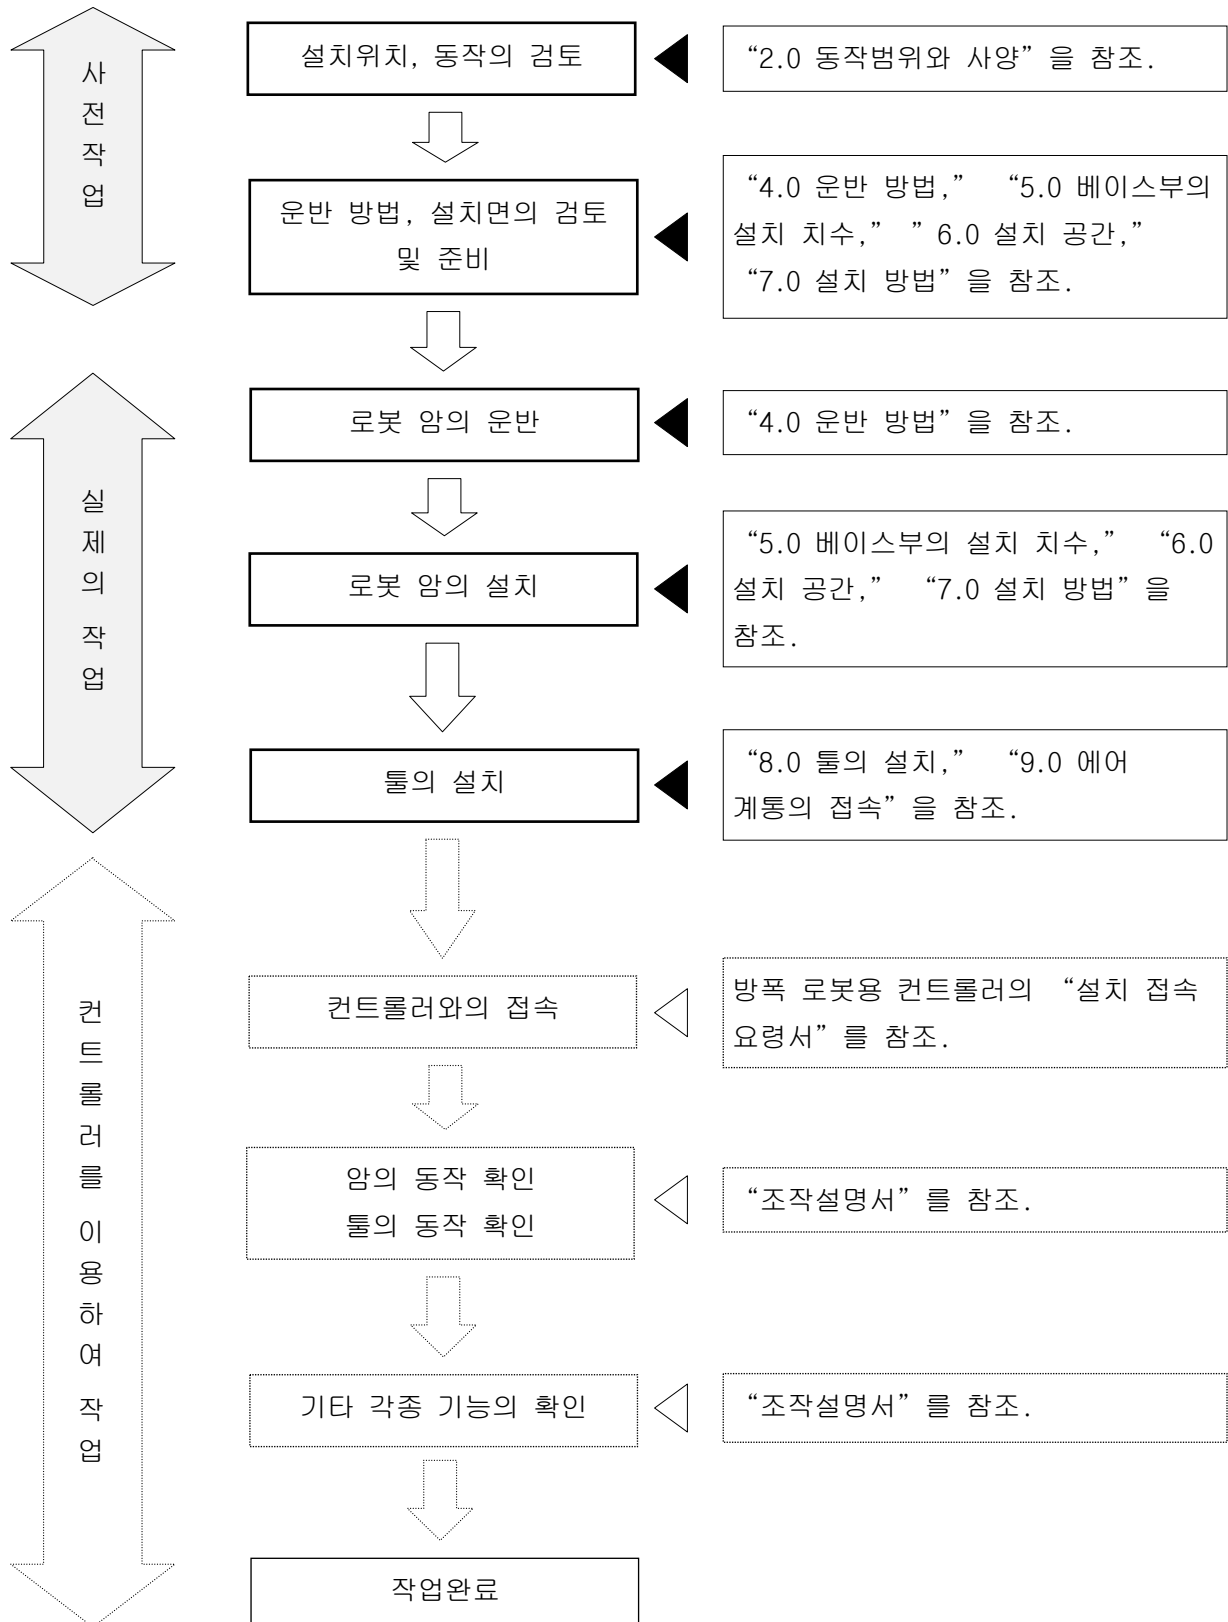 사전작업
설치위치, 동작의 검토
“2.0 동작범위와 사양” 을 참조.
운반 방법, 설치면의 검토
및 준비
“4.0 운반 방법,” “5.0 베이스부의
설치 치수,” ” 6.0 설치 공간,”
“7.0 설치 방법” 을 참조.
실제의 작업
로봇 암의 운반
“4.0 운반 방법” 을 참조.
로봇 암의 설치
“5.0 베이스부의 설치 치수,” “6.0
설치 공간,” “7.0 설치 방법” 을
참조.
툴의 설치
“8.0 툴의 설치,” “9.0 에어
계통의 접속” 을 참조.
컨트롤러를 이용하여 작업
컨트롤러와의 접속
방폭 로봇용 컨트롤러의 “설치 접속
요령서” 를 참조.
암의 동작 확인
툴의 동작 확인
“조작설명서” 를 참조.
기타 각종 기능의 확인
“조작설명서” 를 참조.
작업완료